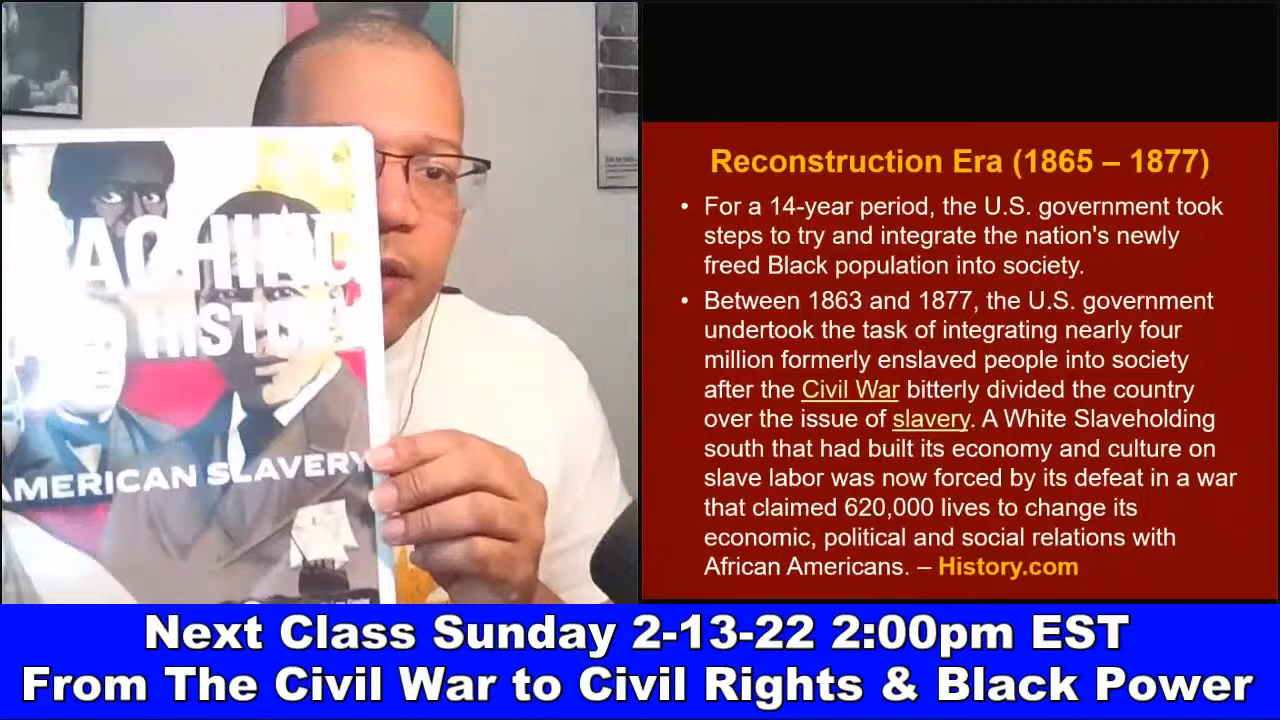 TEACHING
HARD HISTORY
AMERICAN SLAVERY
Reconstruction Era (1865 – 1877)
• For a 14-year period, the U.S. government took
steps to try and integrate the nation's newly
freed Black population into society.
• Between 1863 and 1877, the U.S. government
undertook the task of integrating nearly four
million formerly enslaved people into society
after the Civil War bitterly divided the country
over the issue of slavery. A White Slaveholding
south that had built its economy and culture on
slave labor was now forced by its defeat in a war
that claimed 620,000 lives to change its
economic, political and social relations with
African Americans. – History.com
Next Class Sunday 2-13-22 2:00pm EST
From The Civil War to Civil Rights & Black Power